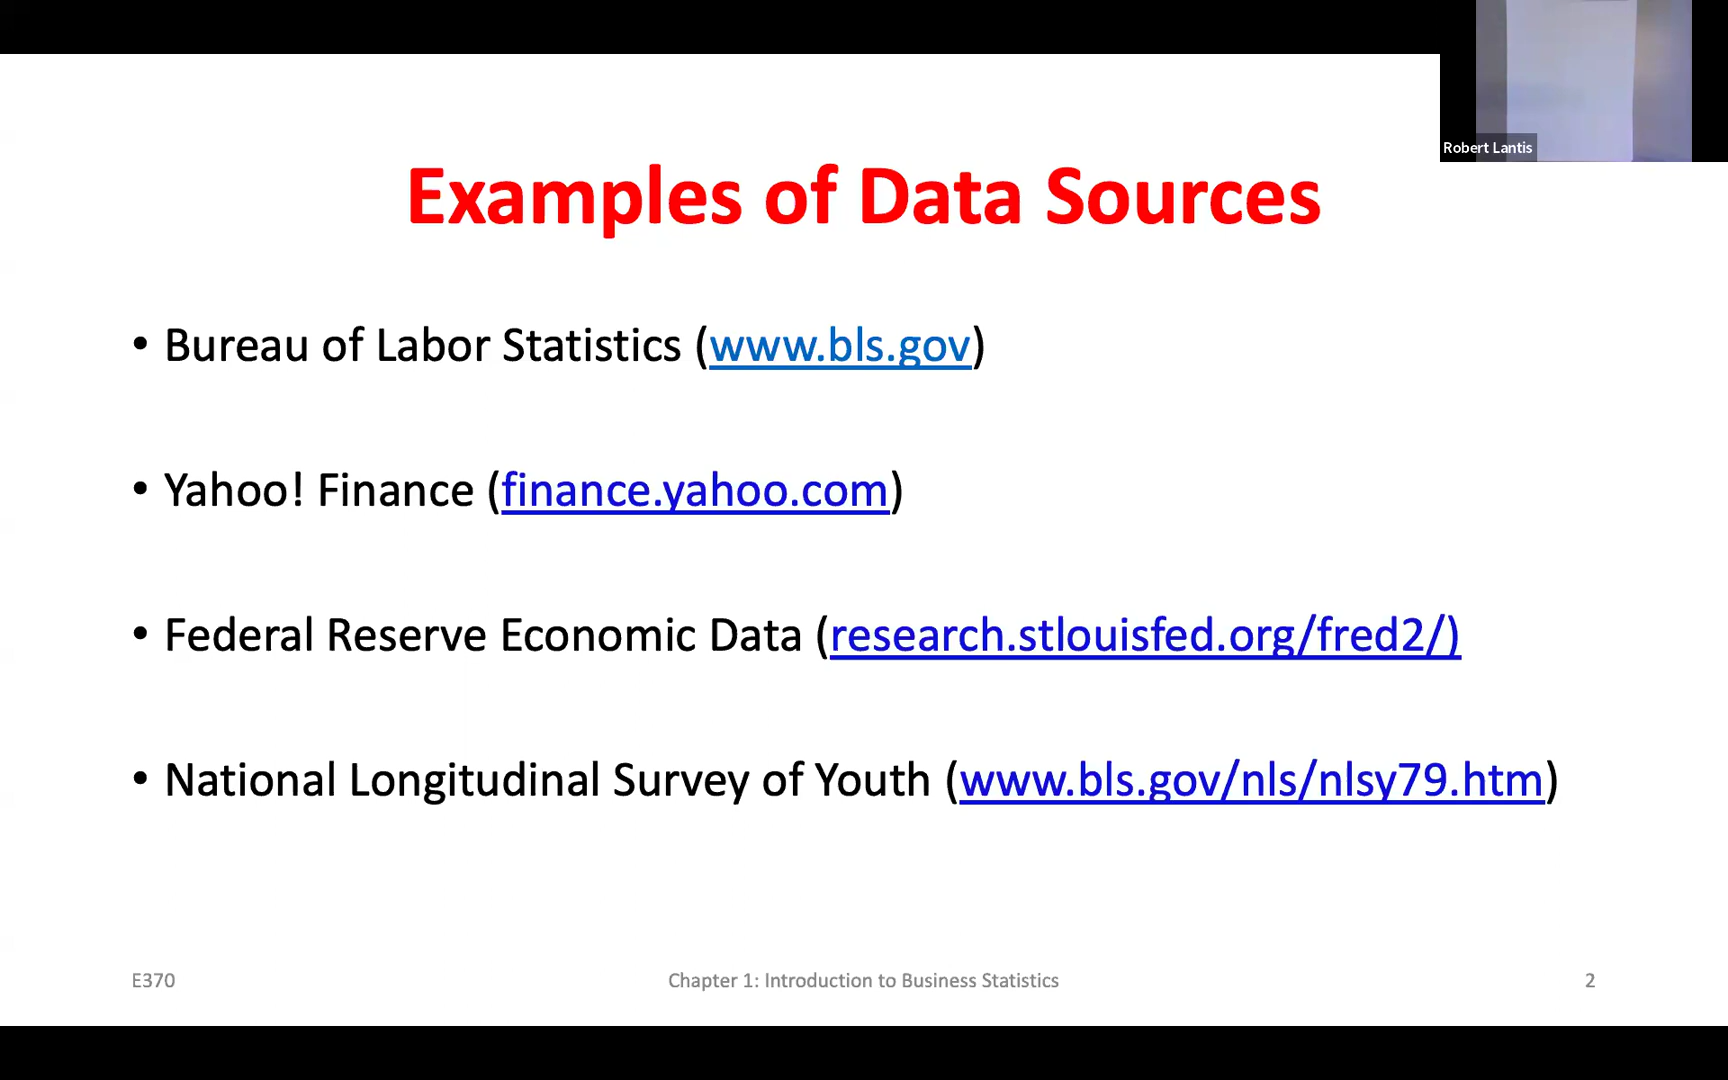 Robert Lantis
Examples of Data Sources
• Bureau of Labor Statistics (www.bls.gov)
• Yahoo! Finance (finance.yahoo.com)
• Federal Reserve Economic Data (research.stlouisfed.org/fred2/)
• National Longitudinal Survey of Youth (www.bls.gov/nls/nlsy79.htm)
E370
Chapter 1: Introduction to Business Statistics
2